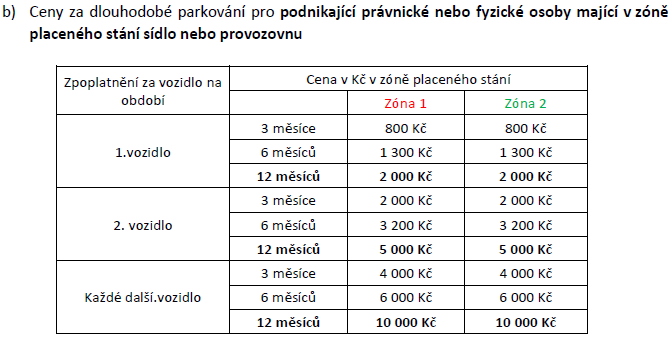 b) Ceny za dlouhodobé parkování pro podnikající právnické nebo fyzické osoby mající v zóně
placeného stání sídlo nebo provozovnu
Zpoplatnění za vozidlo na
období
Cena v Kč v zóně placeného stání
Zóna 1 Zóna 2
1.vozidlo
3 měsíce 800 Kč 800 Kč
6 měsíců 1 300 Kč 1 300 Kč
12 měsíců 2 000 Kč 2 000 Kč
2. vozidlo
3 měsíce 2 000 Kč 2 000 Kč
6 měsíců 3 200 Kč 3 200 Kč
12 měsíců 5 000 Kč 5 000 Kč
Každé další.vozidlo
3 měsíce 4 000 Kč 4 000 Kč
6 měsíců 6 000 Kč 6 000 Kč
12 měsíců 10 000 Kč 10 000 Kč